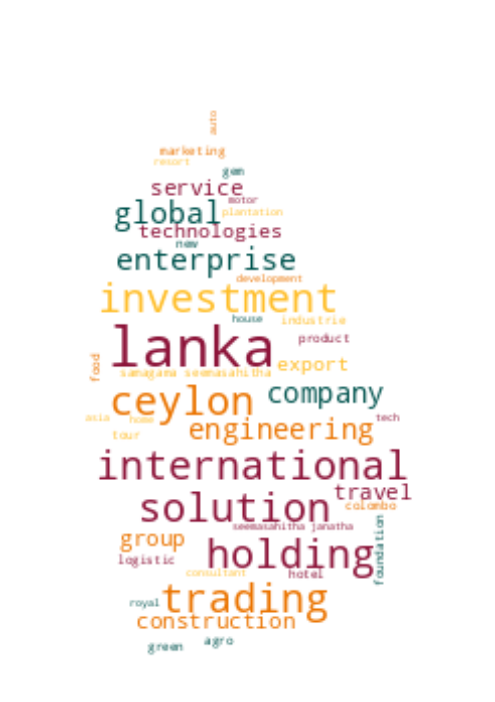 auto
marketing
resort
gem
service
motor
global
plantation
technologies
new
enterprise
development
investment
house
industrie
lanka
product
food
export
samagama seemasahitha
company
ceylon
asia
home
tech
engineering
tour
international
travel
solution
colombo
seemasahitha janatha
foundation
group
holding
logistic
consultant
hotel
royal
trading
construction
green
agro